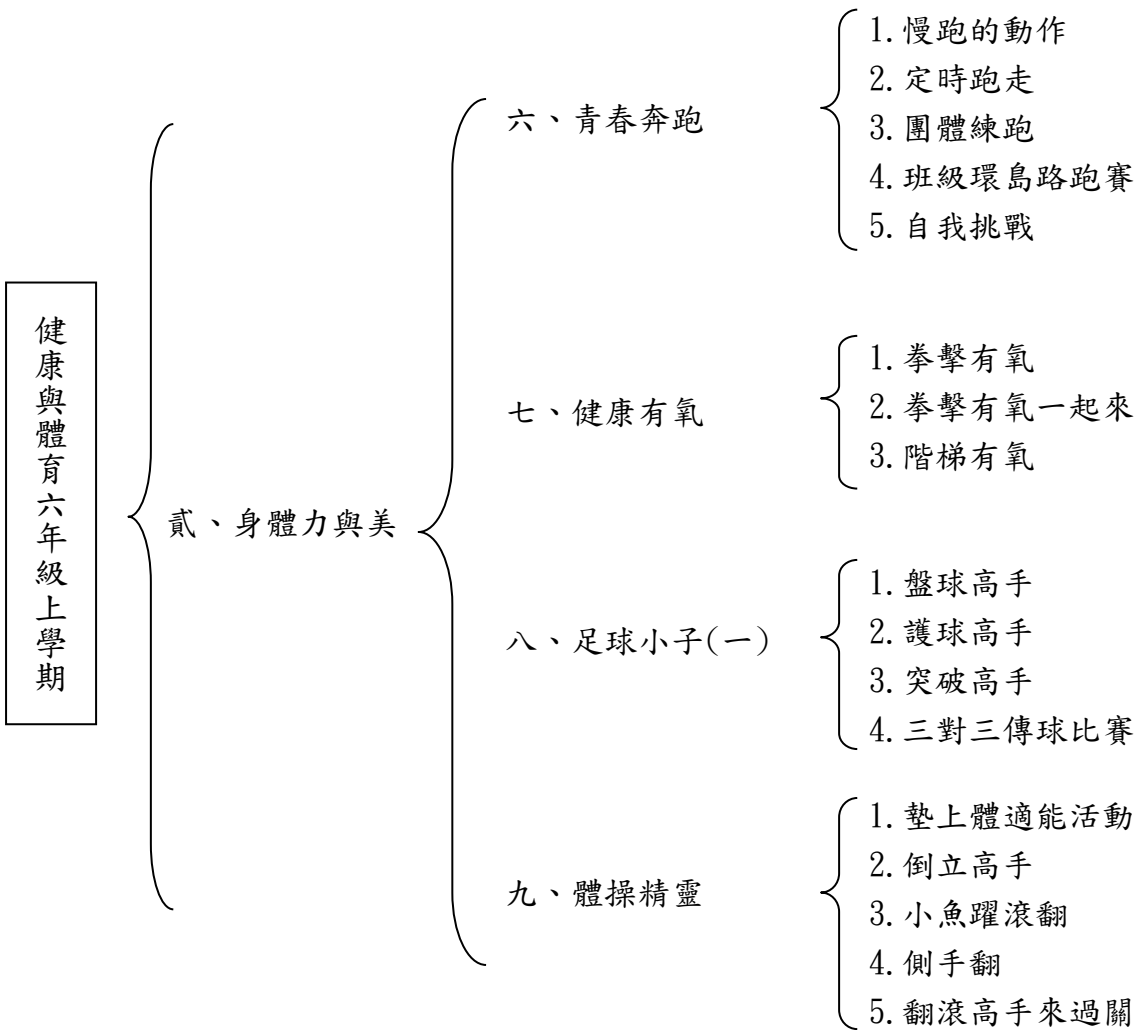 健康與體育六年級上學期
貳、身體力與美
六、青春奔跑
1.慢跑的動作
2.定時跑走
3.團體練跑
4.班級環島路跑賽
5.自我挑戰
七、健康有氧
1.拳擊有氧
2.拳擊有氧一起來
3.階梯有氧
八、足球小子(一)
1.盤球高手
2.護球高手
3.突破高手
4.三對三傳球比賽
九、體操精靈
1.墊上體適能活動
2.倒立高手
3.小魚躍滾翻
4.側手翻
5.翻滾高手來過關